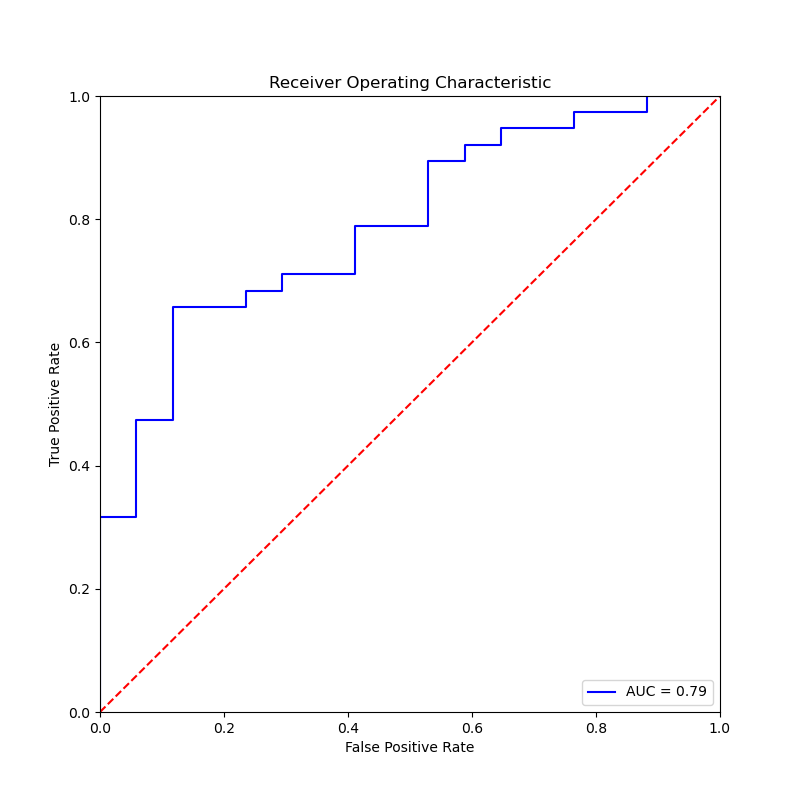 Receiver Operating Characteristic
1.0
0.8
0.6
0.4
0.2
0.0
True Positive Rate
AUC = 0.79
0.0 0.2 0.4 0.6 0.8 1.0
False Positive Rate